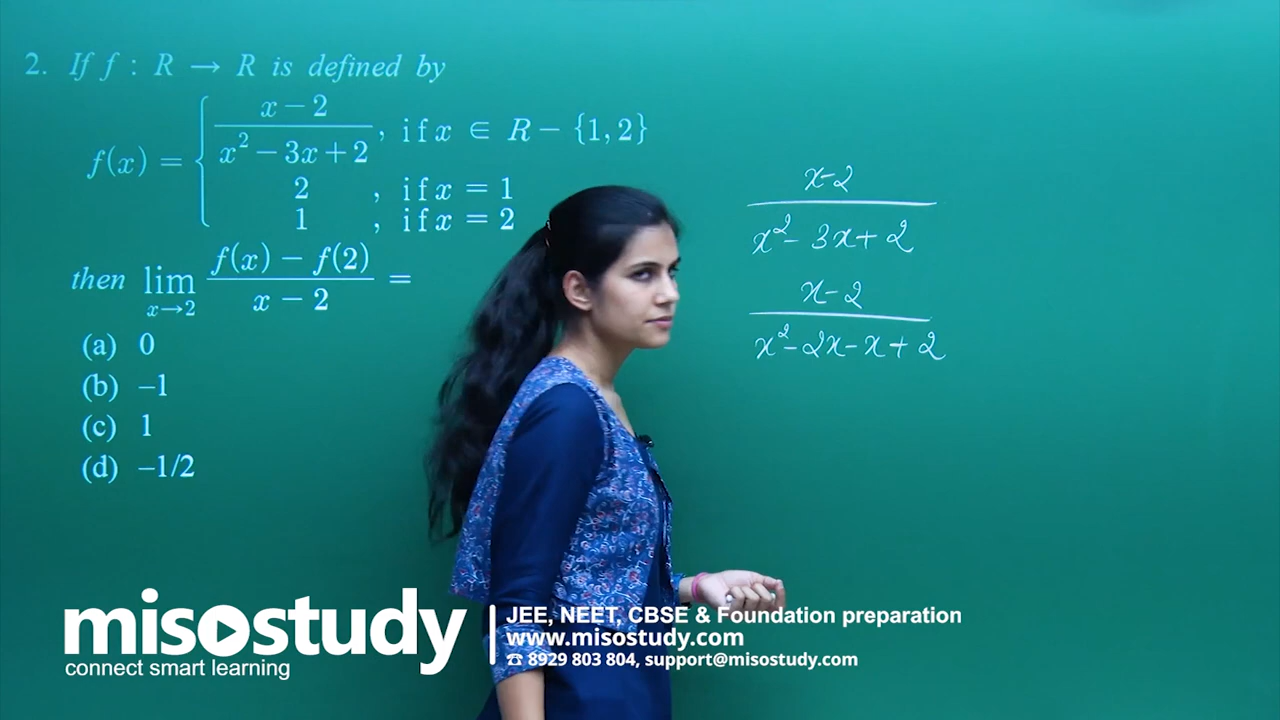 2. If f : R → R is defined by
f(x) = { x − 2 / x² − 3x + 2 , if x ∈ R − {1, 2}
2 , if x = 1
1 , if x = 2
then lim x→2 f(x) − f(2) / x − 2 =
(a) 0
(b) –1
(c) 1
(d) –1/2
x-2
x² - 3x + 2
x-2
x² - 2x - x + 2
misostudy
connect smart learning
JEE, NEET, CBSE & Foundation preparation
www.misostudy.com
☎ 8929 803 804, support@misostudy.com